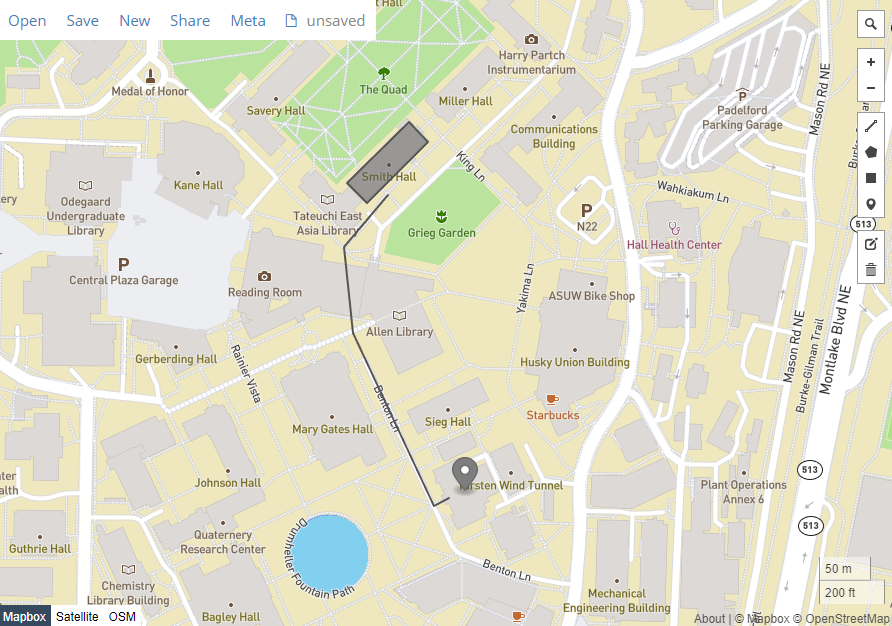 Open Save New Share Meta unsaved
Harry Partch
Instrumentarium
Medal of Honor
The Quad
Miller Hall
Savery Hall
Padelford
Parking Garage
Mason Rd NE
Communications
Building
King Ln
Smith Hall
Kane Hall
Odegaard
Undergraduate
Library
Wahkiakum Ln
Tateuchi East
Asia Library
P
N22
513
Grieg Garden
Hall Health Center
P
Central Plaza Garage
Reading Room
Yakima Ln
ASUW Bike Shop
Allen Library
Gerberding Hall
Rainier Vista
Husky Union Building
Mason Rd NE
Burke-Gilman Trail
Montlake Blvd NE
Benton Ln
Starbucks
Mary Gates Hall
Sieg Hall
513
Johnson Hall
Kirsten Wind Tunnel
Plant Operations
Annex 6
513
Quaternery
Research Center
Guthrie Hall
Drumheller Fountain Path
Benton Ln
Chemistry
Library Building
Mechanical
Engineering Building
Bagley Hall
50 m
200 ft
Mapbox Satellite OSM
About | © Mapbox © OpenStreetMap